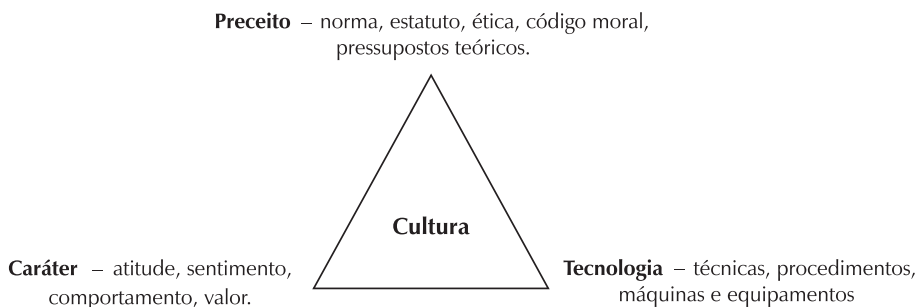 Preceito – norma, estatuto, ética, código moral,
pressupostos teóricos.
Cultura
Caráter – atitude, sentimento,
comportamento, valor.
Tecnologia – técnicas, procedimentos,
máquinas e equipamentos